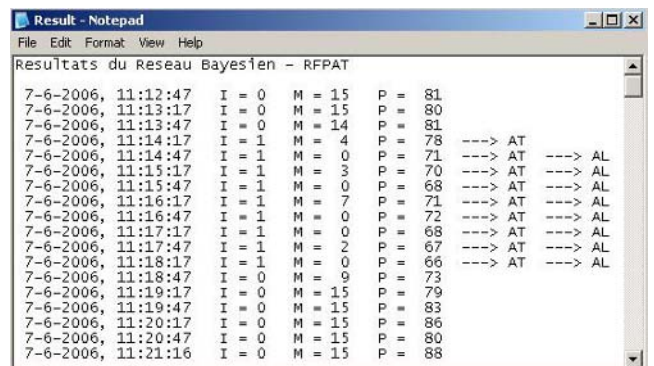 Result - Notepad
File Edit Format View Help
Resultats du Reseau Bayesien - RFPAT
7-6-2006, 11:12:47 I = 0 M = 15 P = 81
7-6-2006, 11:13:17 I = 0 M = 15 P = 80
7-6-2006, 11:13:47 I = 0 M = 14 P = 81
7-6-2006, 11:14:17 I = 1 M = 4 P = 78 ---> AT
7-6-2006, 11:14:47 I = 1 M = 0 P = 71 ---> AT ---> AL
7-6-2006, 11:15:17 I = 1 M = 3 P = 70 ---> AT ---> AL
7-6-2006, 11:15:47 I = 1 M = 0 P = 68 ---> AT ---> AL
7-6-2006, 11:16:17 I = 1 M = 7 P = 71 ---> AT ---> AL
7-6-2006, 11:16:47 I = 1 M = 0 P = 72 ---> AT ---> AL
7-6-2006, 11:17:17 I = 1 M = 0 P = 68 ---> AT ---> AL
7-6-2006, 11:17:47 I = 1 M = 2 P = 67 ---> AT ---> AL
7-6-2006, 11:18:17 I = 1 M = 0 P = 66 ---> AT ---> AL
7-6-2006, 11:18:47 I = 0 M = 9 P = 73
7-6-2006, 11:19:17 I = 0 M = 15 P = 79
7-6-2006, 11:19:47 I = 0 M = 15 P = 83
7-6-2006, 11:20:17 I = 0 M = 15 P = 86
7-6-2006, 11:20:47 I = 0 M = 15 P = 80
7-6-2006, 11:21:16 I = 0 M = 15 P = 88